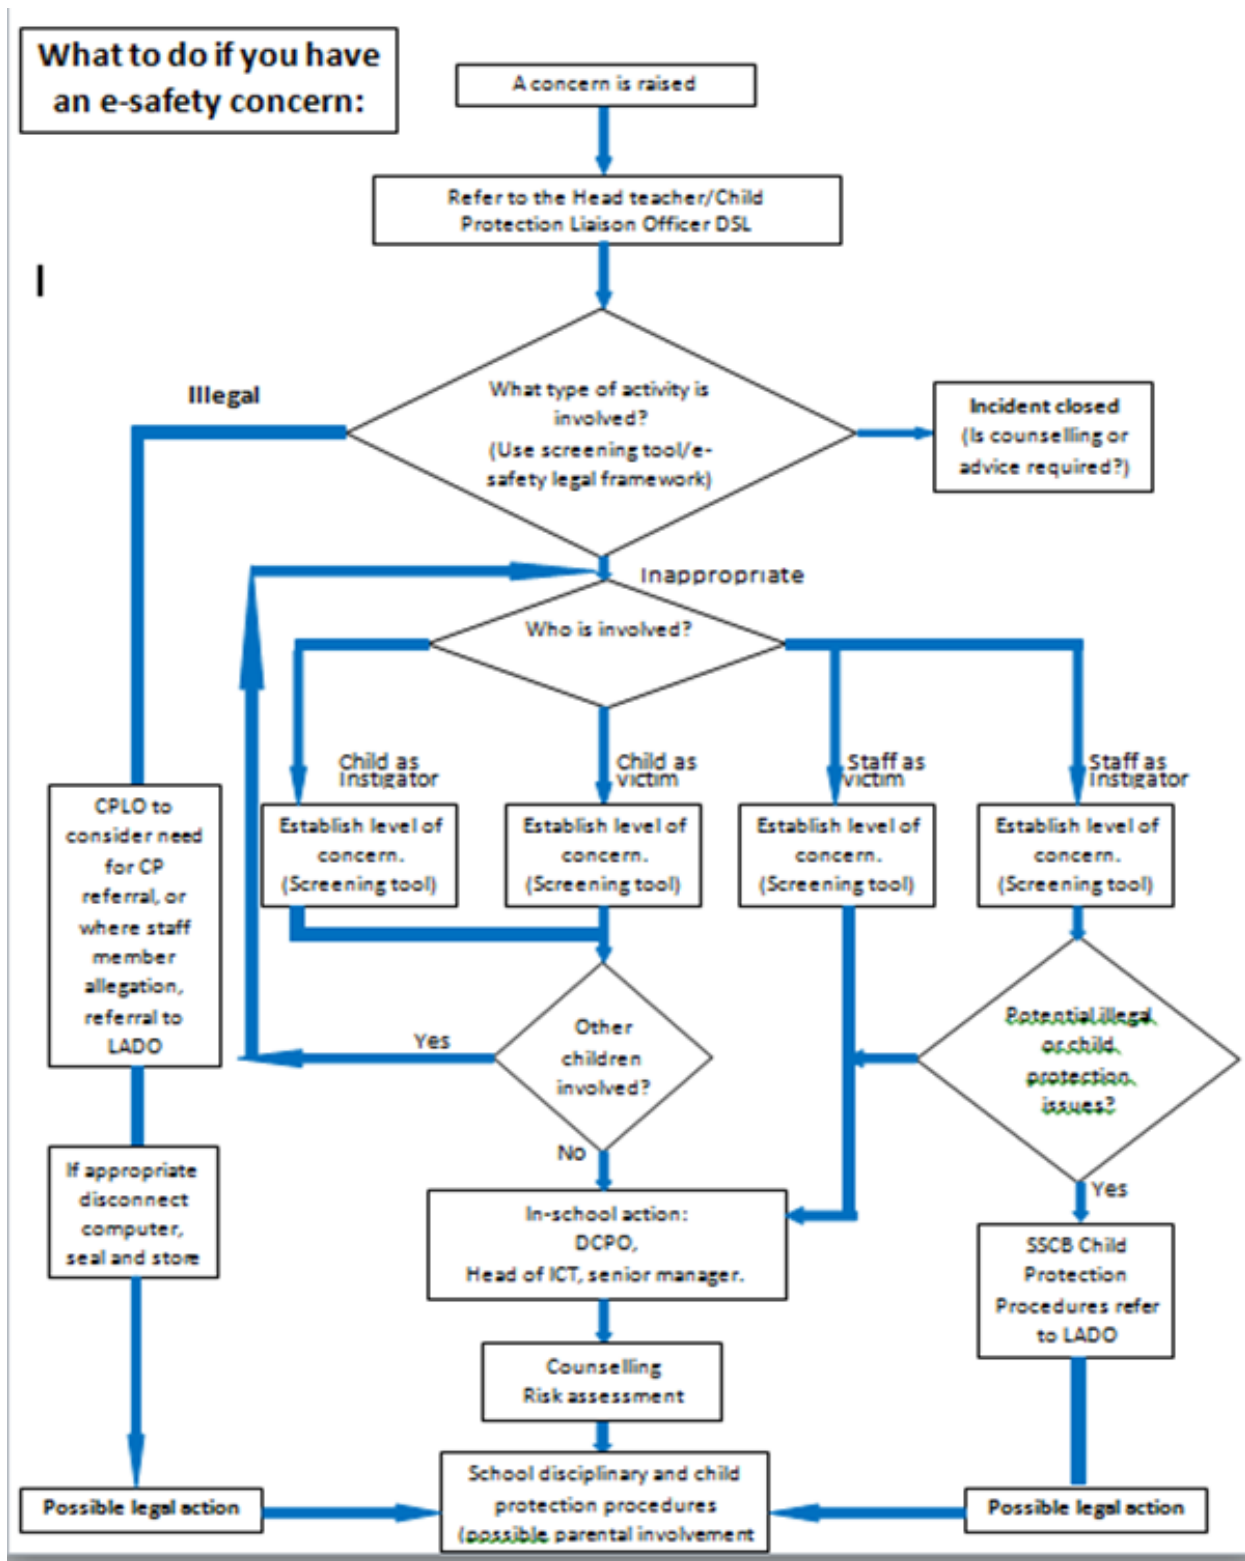 What to do if you have
an e-safety concern:
A concern is raised
Refer to the Head teacher/Child
Protection Liaison Officer DSL
Illegal
What type of activity is
involved?
(Use screening tool/e-
safety legal framework)
Incident closed
(Is counselling or
advice required?)
Inappropriate
Who is involved?
Child as
Instigator
Child as
victim
Staff as
victim
Staff as
Instigator
CPLO to
consider need
for CP
referral, or
where staff
member
allegation,
referral to
LADO
Establish level of
concern.
(Screening tool)
Establish level of
concern.
(Screening tool)
Establish level of
concern.
(Screening tool)
Establish level of
concern.
(Screening tool)
Yes
Other
children
involved?
Potential illegal
or child
protection
issues?
No
Yes
If appropriate
disconnect
computer,
seal and store
In-school action:
DCPO,
Head of ICT, senior manager.
SSCB Child
Protection
Procedures refer
to LADO
Counselling
Risk assessment
Possible legal action
School disciplinary and child
protection procedures
(possible parental involvement
Possible legal action